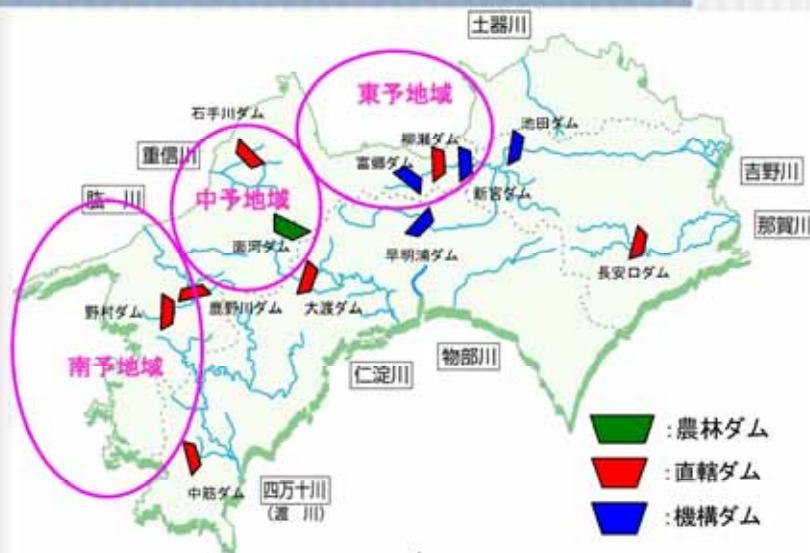 土器川
東予地域
石手川ダム
柳瀬ダム
池田ダム
重信川
富郷ダム
吉野川
新宮ダム
肱　川
中予地域
那賀川
面河ダム
早明浦ダム
長安口ダム
野村ダム
鹿野川ダム
大渡ダム
物部川
南予地域
仁淀川
：農林ダム
：直轄ダム
中筋ダム
四万十川
（渡　川）
：機構ダム